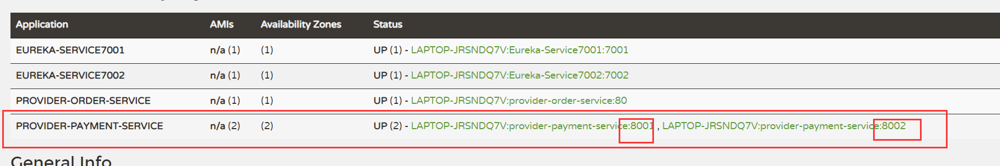 Application AMIs Availability Zones Status
EUREKA-SERVICE7001 n/a (1) (1) UP (1) - LAPTOP-JRSNDQ7V:Eureka-Service7001:7001
EUREKA-SERVICE7002 n/a (1) (1) UP (1) - LAPTOP-JRSNDQ7V:Eureka-Service7002:7002
PROVIDER-ORDER-SERVICE n/a (1) (1) UP (1) - LAPTOP-JRSNDQ7V:provider-order-service:80
PROVIDER-PAYMENT-SERVICE n/a (2) (2) UP (2) - LAPTOP-JRSNDQ7V:provider-payment-service:8001 , LAPTOP-JRSNDQ7V:provider-payment-service:8002
General Info